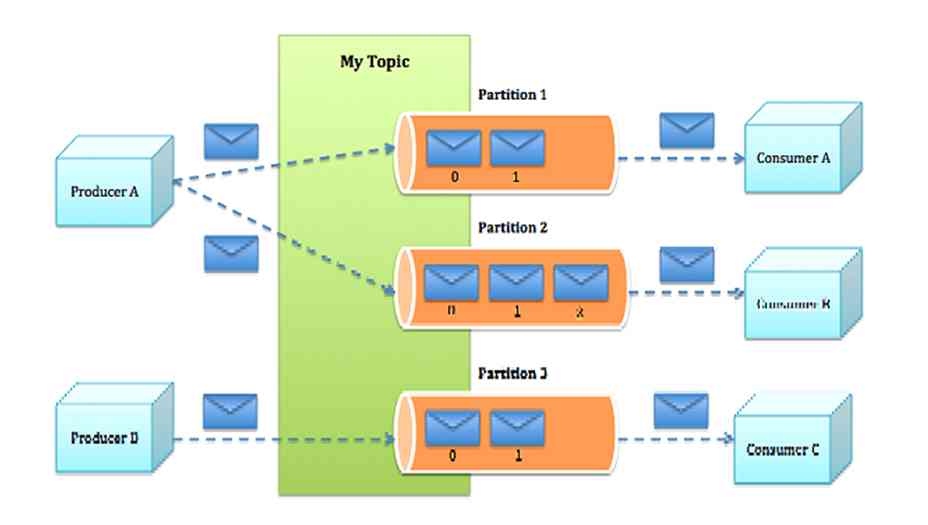 My Topic
Partition 1
Producer A
0 1
Consumer A
Partition 2
0 1 2
Consumer B
Partition 3
Producer
0 1
Consumer C